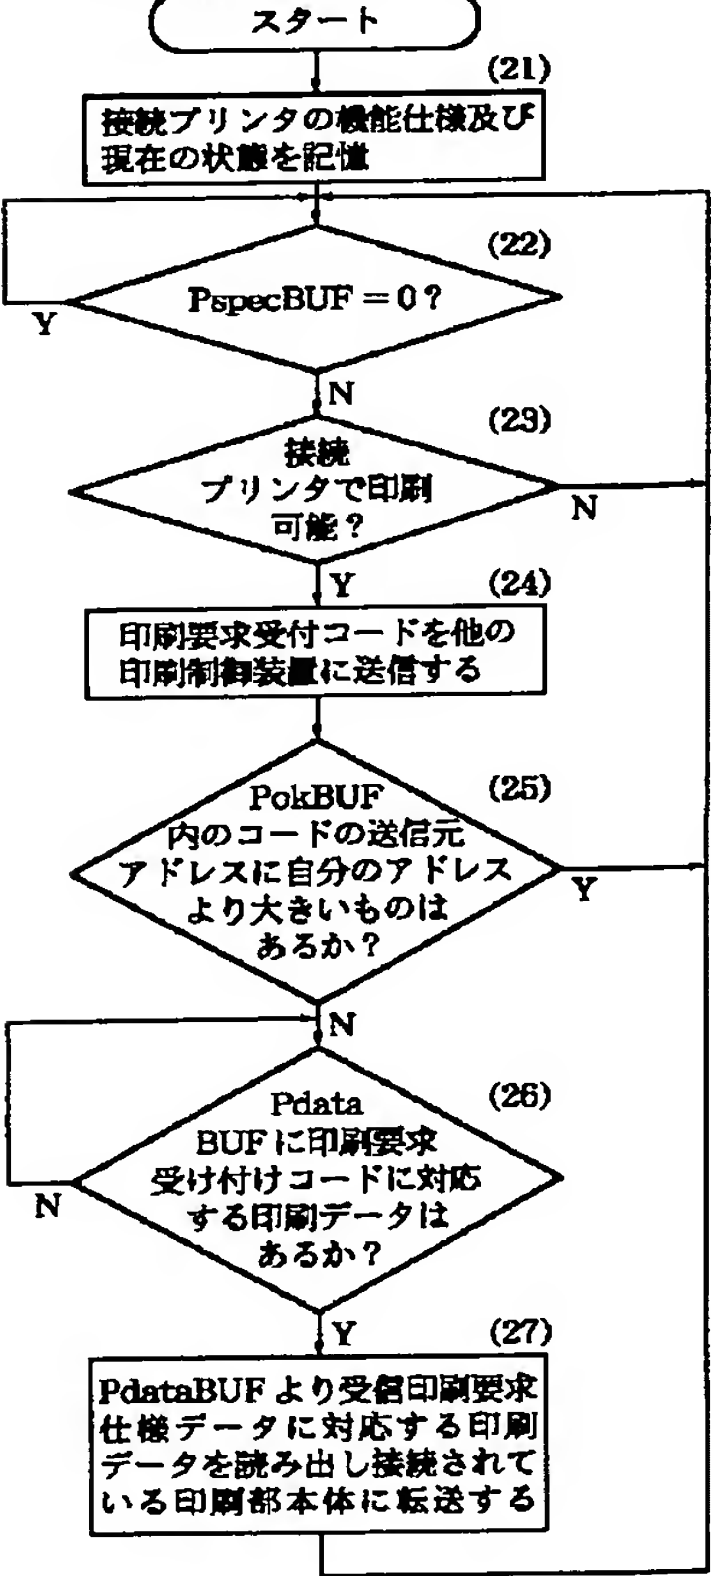 スタート
(21)
接続プリンタの機能仕様及び
現在の状態を記憶
(22)
PspecBUF = 0?
Y
N
(23)
接続
プリンタで印刷
可能?
N
Y
(24)
印刷要求受付コードを他の
印刷制御装置に送信する
(25)
PokBUF
内のコードの送信元
アドレスに自分のアドレス
より大きいものは
あるか?
Y
N
(26)
Pdata
BUFに印刷要求
受け付けコードに対応
する印刷データは
あるか?
N
Y
(27)
PdataBUFより受信印刷要求
仕様データに対応する印刷
データを読み出し接続されて
いる印刷部本体に転送する